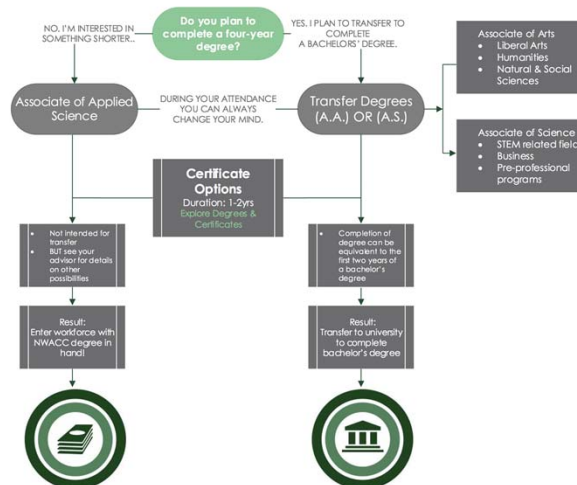 Do you plan to
complete a four-year
degree?
NO, I'M INTERESTED IN
SOMETHING SHORTER..
YES, I PLAN TO TRANSFER TO
COMPLETE
A BACHELORS' DEGREE.
Associate of Applied
Science
DURING YOUR ATTENDANCE
YOU CAN ALWAYS
CHANGE YOUR MIND.
Transfer Degrees
(A.A.) OR (A.S.)
Associate of Arts
• Liberal Arts
• Humanities
• Natural & Social
Sciences
Associate of Science
• STEM related field
• Business
• Pre-professional
programs
Certificate
Options
Duration: 1-2yrs
Explore Degrees &
Certificates
• Not intended for
transfer
• BUT see your
advisor for details
on other
possibilities
• Completion of
degree can be
equivalent to the
first two years of
a bachelor's
degree
Result:
Enter workforce with
NWACC degree in
hand!
Result:
Transfer to university
to complete
bachelor's degree